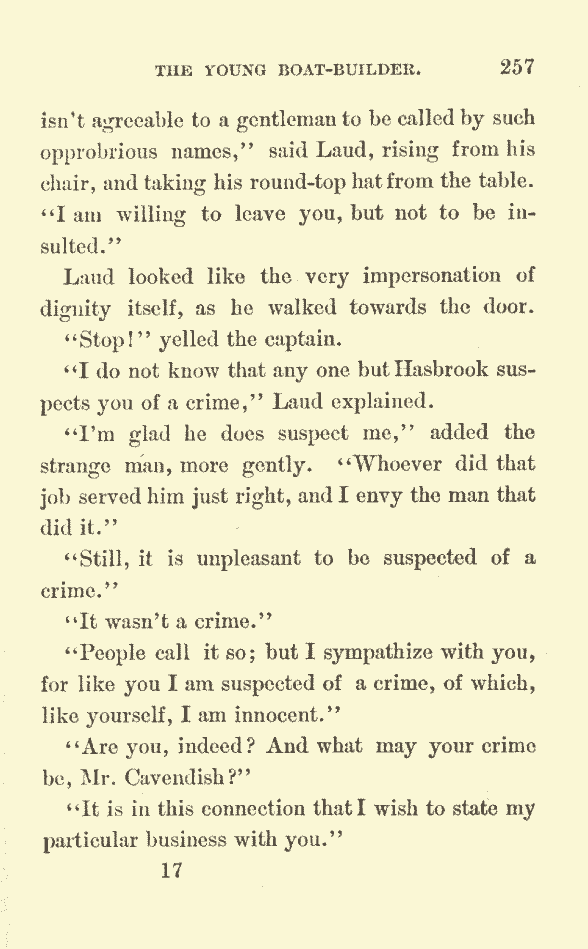 THE YOUNG BOAT-BUILDER. 257
isn't agreeable to a gentleman to be called by such
opprobrious names," said Laud, rising from his
chair, and taking his round-top hat from the table.
"I am willing to leave you, but not to be in-
sulted."
Laud looked like the very impersonation of
dignity itself, as he walked towards the door.
"Stop!" yelled the captain.
"I do not know that any one but Hasbrook sus-
pects you of a crime," Laud explained.
"I'm glad he does suspect me," added the
strange man, more gently. "Whoever did that
job served him just right, and I envy the man that
did it."
"Still, it is unpleasant to be suspected of a
crime."
"It wasn't a crime."
"People call it so; but I sympathize with you,
for like you I am suspected of a crime, of which,
like yourself, I am innocent."
"Are you, indeed? And what may your crime
be, Mr. Cavendish?"
"It is in this connection that I wish to state my
particular business with you."
17